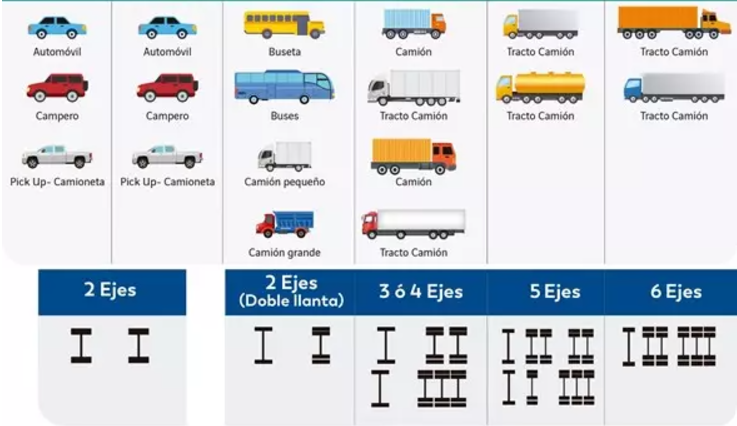 Automóvil
Automóvil
Buseta
Camión
Tracto Camión
Tracto Camión
Campero
Campero
Buses
Tracto Camión
Tracto Camión
Tracto Camión
Pick Up- Camioneta
Pick Up- Camioneta
Camión pequeño
Camión
Camión grande
Tracto Camión
2 Ejes
2 Ejes
(Doble llanta)
3 ó 4 Ejes
5 Ejes
6 Ejes